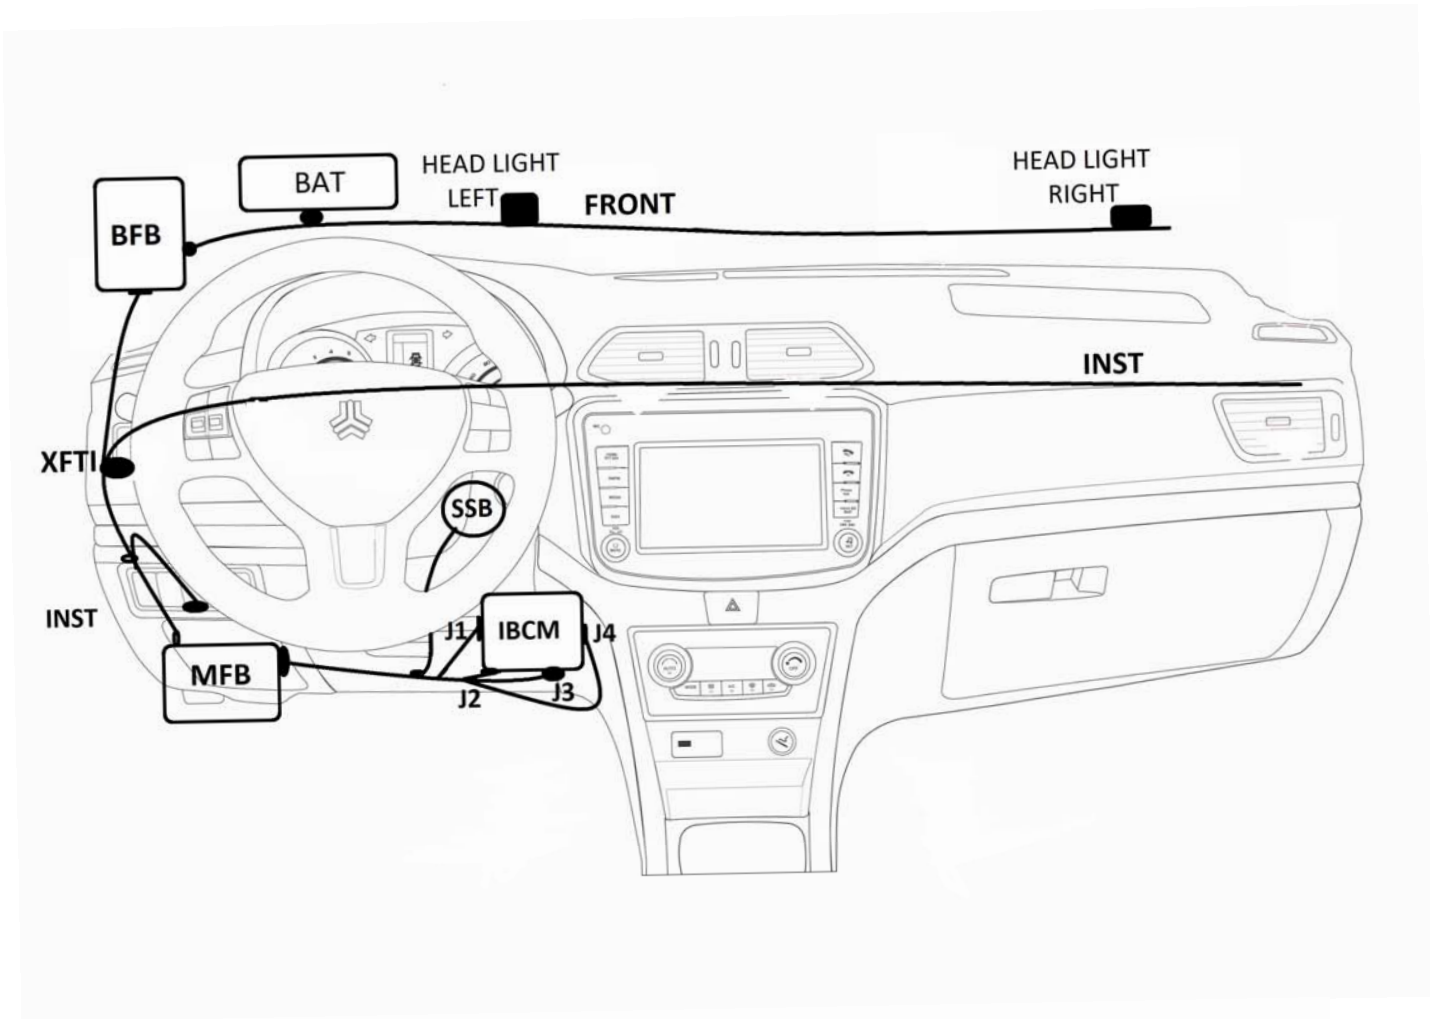 HEAD LIGHT
LEFT
HEAD LIGHT
RIGHT
BAT
FRONT
BFB
INST
XFTI
SSB
INST
J1
IBCM
J4
MFB
J2
J3